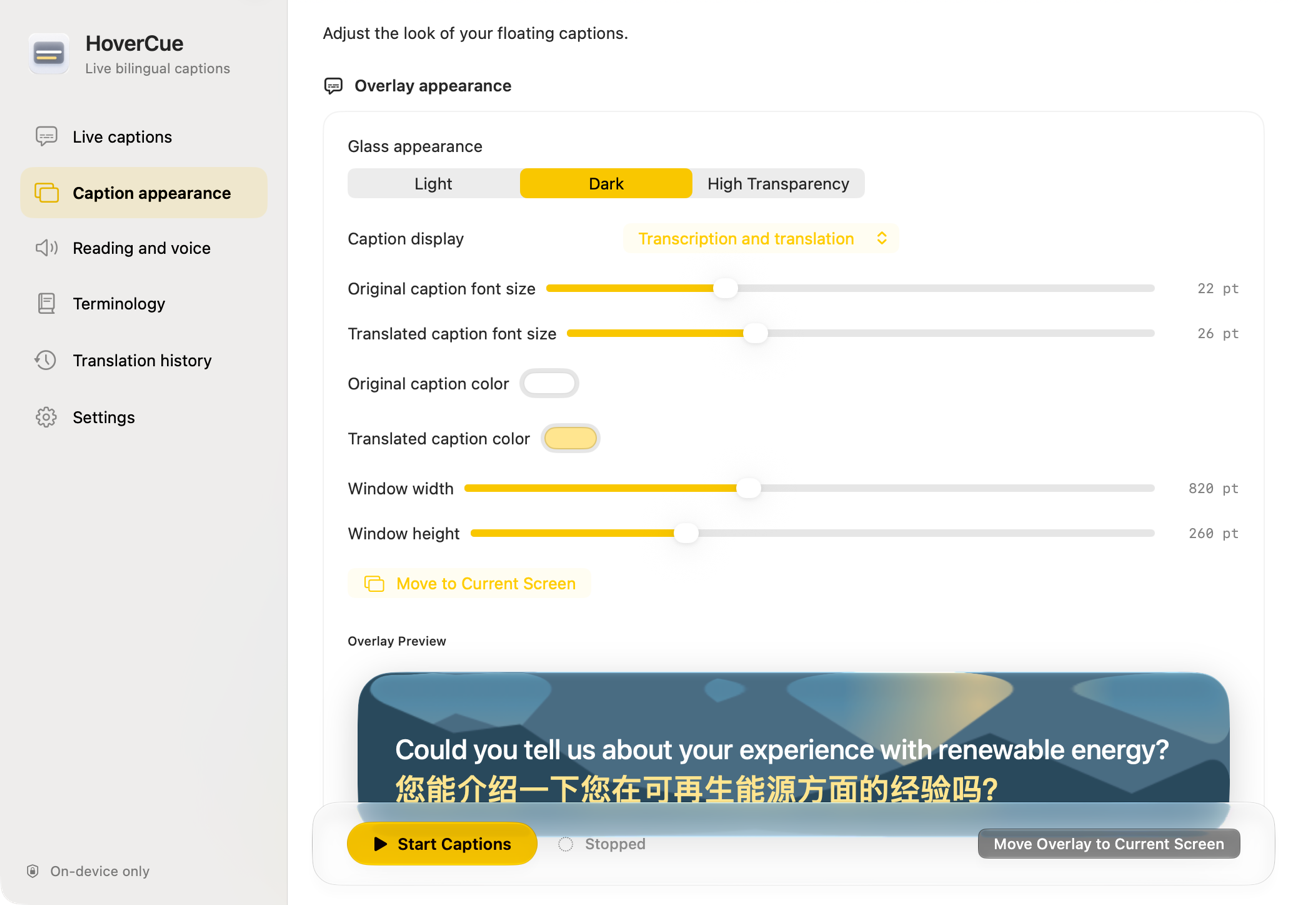 HoverCue
Live bilingual captions
Live captions
Caption appearance
Reading and voice
Terminology
Translation history
Settings
On-device only
Adjust the look of your floating captions.
Overlay appearance
Glass appearance
Light Dark High Transparency
Caption display Transcription and translation
Original caption font size 22 pt
Translated caption font size 26 pt
Original caption color
Translated caption color
Window width 820 pt
Window height 260 pt
Move to Current Screen
Overlay Preview
Could you tell us about your experience with renewable energy?
您能介绍一下您在可再生能源方面的经验吗?
Start Captions Stopped Move Overlay to Current Screen